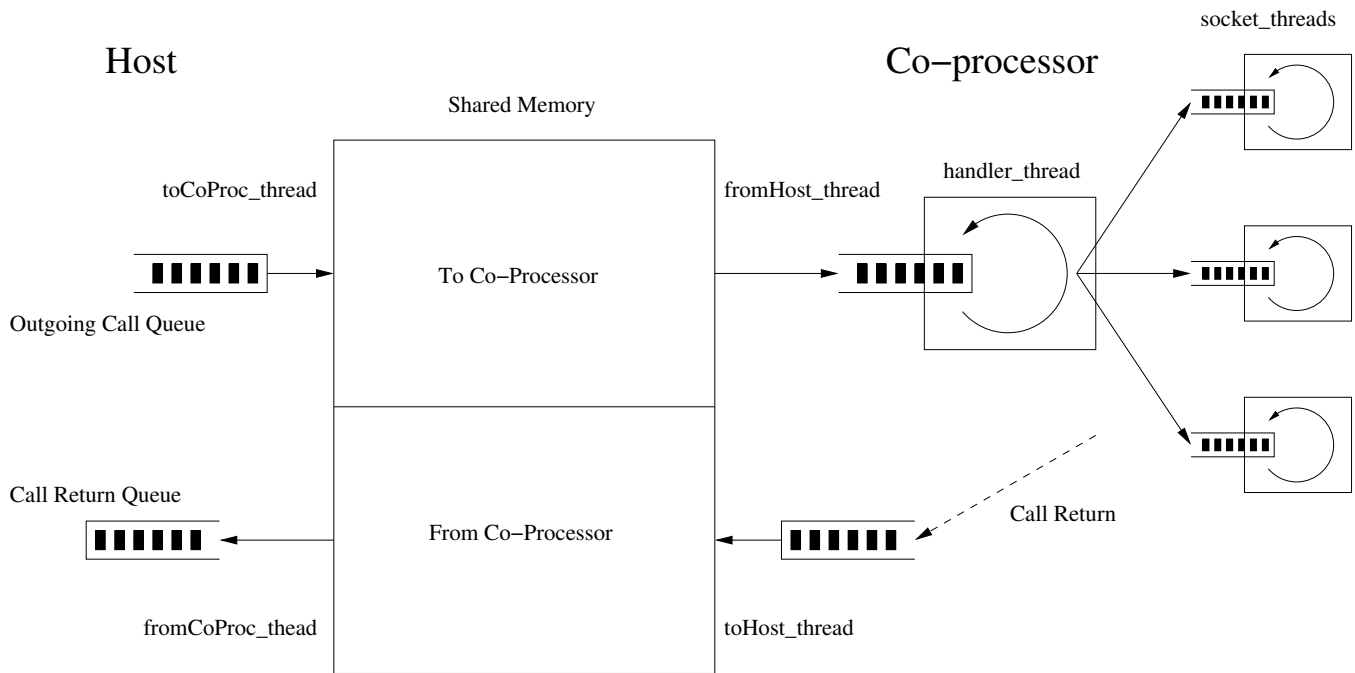 socket_threads
Host
Co−processor
Shared Memory
handler_thread
toCoProc_thread
fromHost_thread
To Co−Processor
Outgoing Call Queue
Call Return Queue
From Co−Processor
Call Return
fromCoProc_thead
toHost_thread